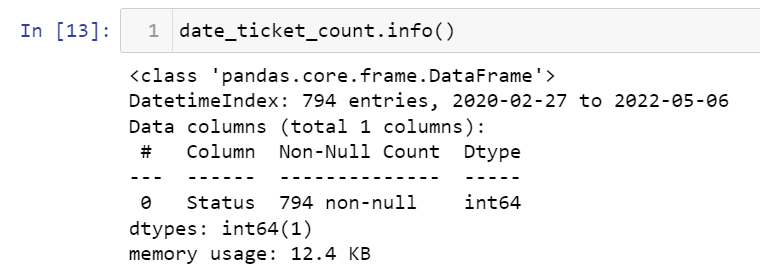 In [13]: 1 date_ticket_count.info()
<class 'pandas.core.frame.DataFrame'>
DatetimeIndex: 794 entries, 2020-02-27 to 2022-05-06
Data columns (total 1 columns):
 #   Column  Non-Null Count  Dtype
---  ------  --------------  -----
 0   Status  794 non-null    int64
dtypes: int64(1)
memory usage: 12.4 KB